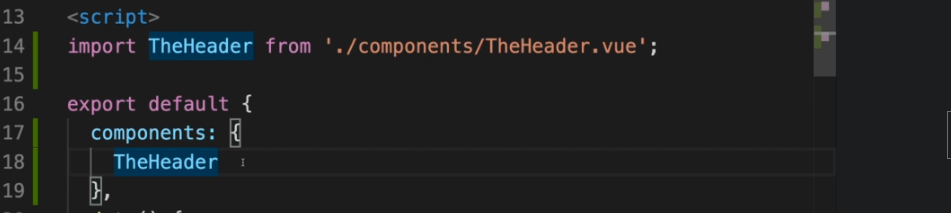 13 <script>
14 import TheHeader from './components/TheHeader.vue';
15
16 export default {
17 components: {
18 TheHeader
19 },